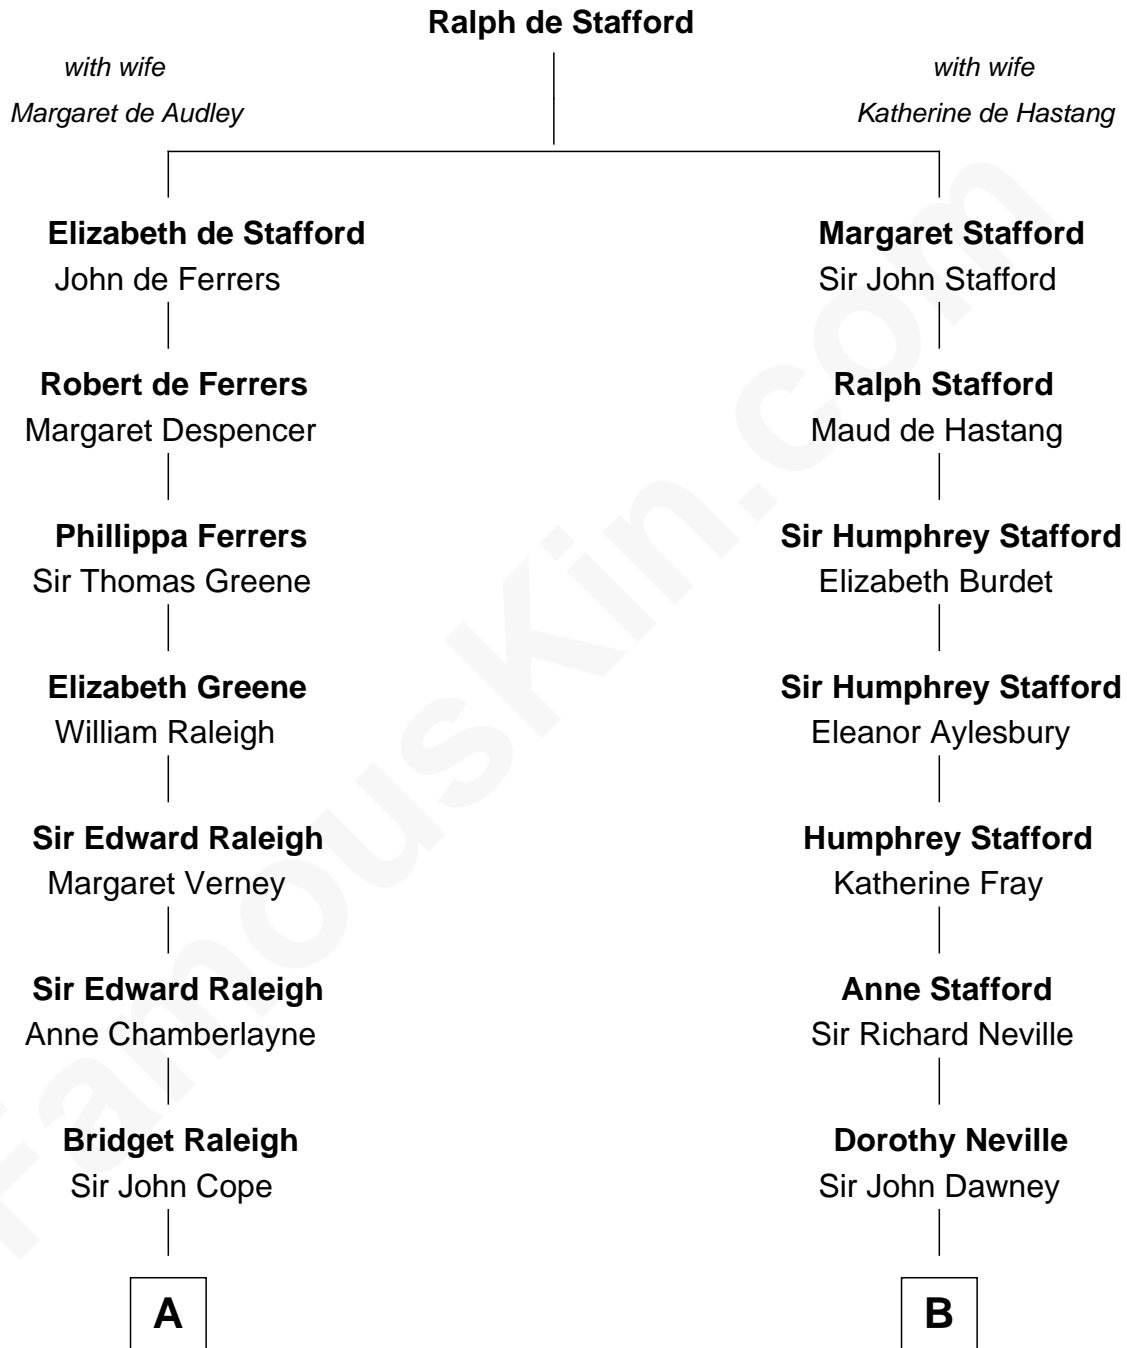 Ralph de Stafford
with wife
Margaret de Audley
with wife
Katherine de Hastang
Elizabeth de Stafford
John de Ferrers
Margaret Stafford
Sir John Stafford
Robert de Ferrers
Margaret Despencer
Ralph Stafford
Maud de Hastang
Phillippa Ferrers
Sir Thomas Greene
Sir Humphrey Stafford
Elizabeth Burdet
Elizabeth Greene
William Raleigh
Sir Humphrey Stafford
Eleanor Aylesbury
Sir Edward Raleigh
Margaret Verney
Humphrey Stafford
Katherine Fray
Sir Edward Raleigh
Anne Chamberlayne
Anne Stafford
Sir Richard Neville
Bridget Raleigh
Sir John Cope
Dorothy Neville
Sir John Dawney
A
B
FamousKin.com